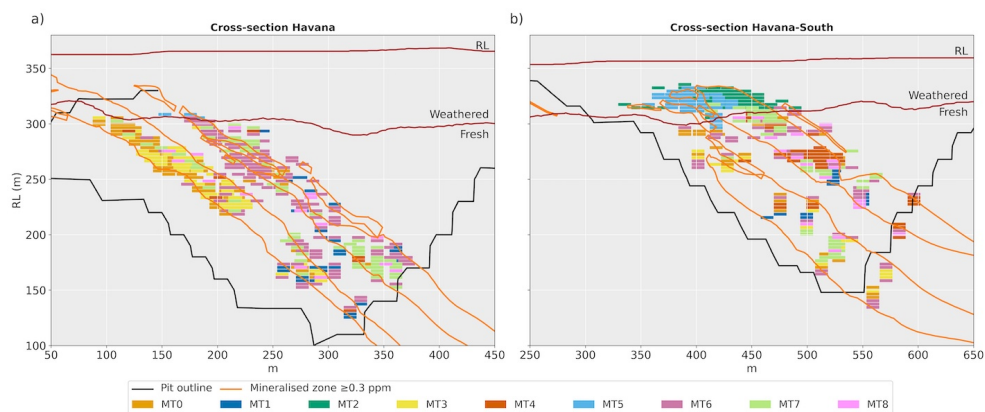 a)
Cross-section Havana
RL
350
Weathered
300
Fresh
250
RL (m)
200
150
100
50 100 150 200 250 300 350 400 450
m
b)
Cross-section Havana-South
RL
Weathered
Fresh
250 300 350 400 450 500 550 600 650
m
Pit outline Mineralised zone ≥0.3 ppm
MT0 MT1 MT2 MT3 MT4 MT5 MT6 MT7 MT8